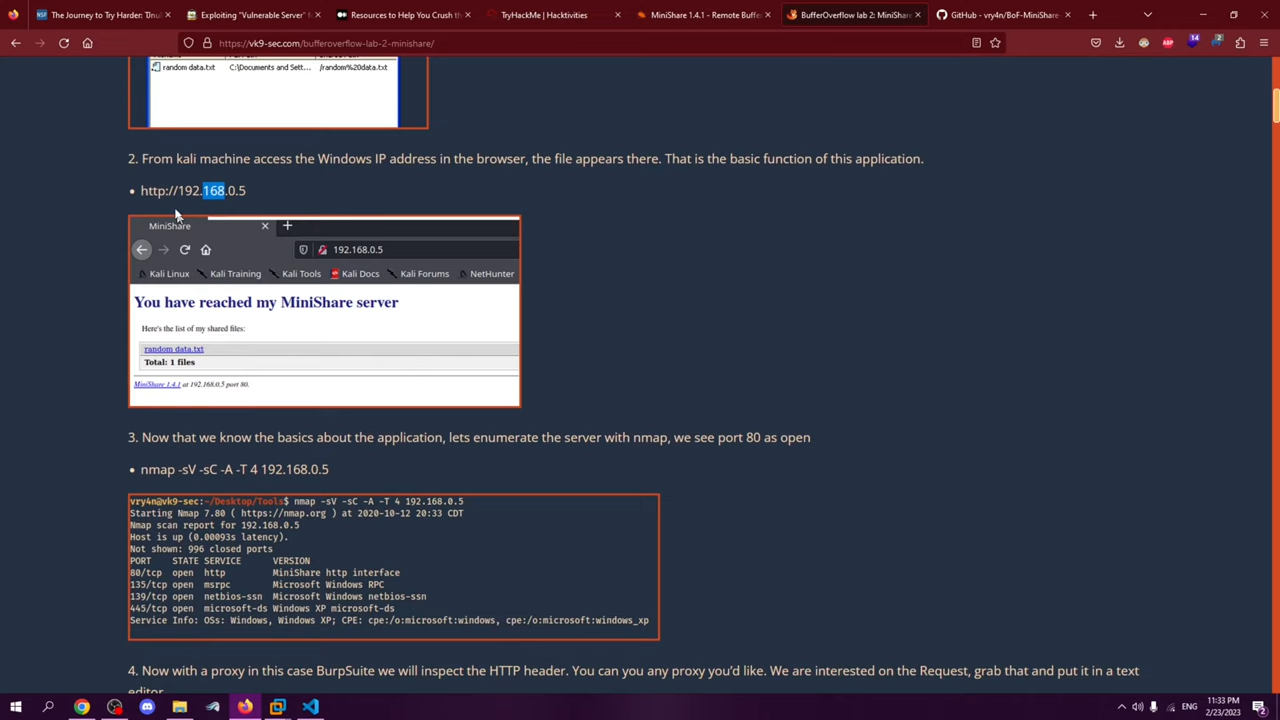 The Journey to Try Harder: TJnul
Exploiting "Vulnerable Server" f
Resources to Help You Crush th
TryHackMe | Hacktivities
MiniShare 1.4.1 - Remote Buffer
BufferOverflow lab 2: MiniShare
GitHub - vry4n/BoF-MiniShare
https://vk9-sec.com/bufferoverflow-lab-2-minishare/
random data.txt C:\Documents and Sett... /random%20data.txt
2. From kali machine access the Windows IP address in the browser, the file appears there. That is the basic function of this application.
• http://192.168.0.5
MiniShare
192.168.0.5
Kali Linux Kali Training Kali Tools Kali Docs Kali Forums NetHunter
You have reached my MiniShare server
Here's the list of my shared files:
random data.txt
Total: 1 files
MiniShare 1.4.1 at 192.168.0.5 port 80.
3. Now that we know the basics about the application, lets enumerate the server with nmap, we see port 80 as open
• nmap -sV -sC -A -T 4 192.168.0.5
vry4n@vk9-sec:~/Desktop/Tools$ nmap -sV -sC -A -T 4 192.168.0.5
Starting Nmap 7.80 ( https://nmap.org ) at 2020-10-12 20:33 CDT
Nmap scan report for 192.168.0.5
Host is up (0.00093s latency).
Not shown: 996 closed ports
PORT STATE SERVICE VERSION
80/tcp open http MiniShare http interface
135/tcp open msrpc Microsoft Windows RPC
139/tcp open netbios-ssn Microsoft Windows netbios-ssn
445/tcp open microsoft-ds Windows XP microsoft-ds
Service Info: OSs: Windows, Windows XP; CPE: cpe:/o:microsoft:windows, cpe:/o:microsoft:windows_xp
4. Now with a proxy in this case BurpSuite we will inspect the HTTP header. You can you any proxy you'd like. We are interested on the Request, grab that and put it in a text
editor
ENG
11:33 PM
2/23/2023